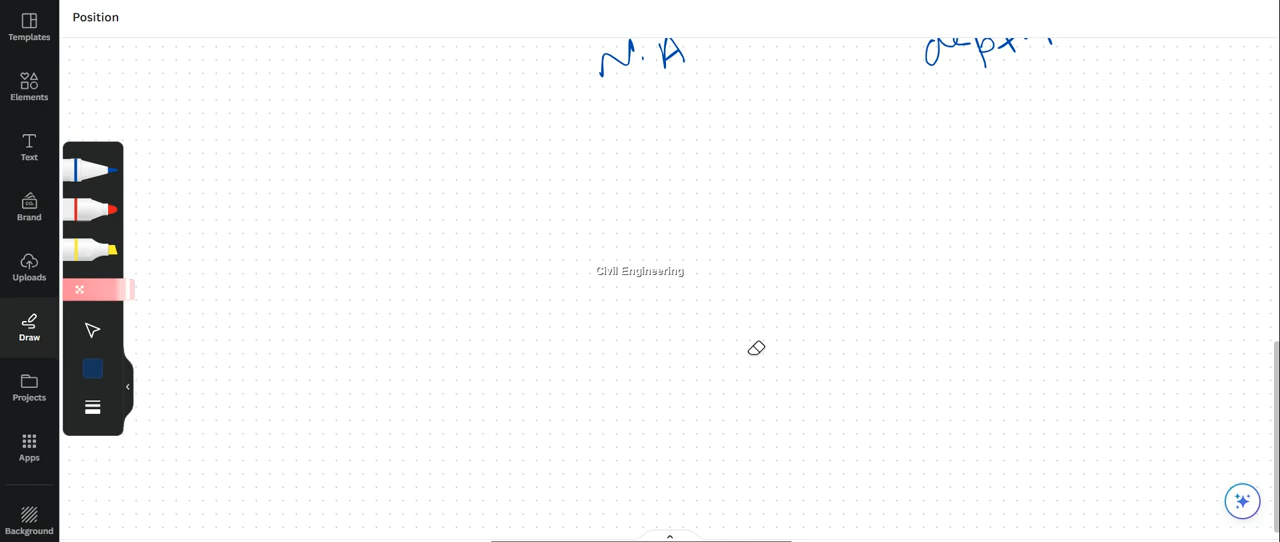 Position
Templates
Elements
Text
Brand
Uploads
Draw
Projects
Apps
Background
N.A
Civil Engineering